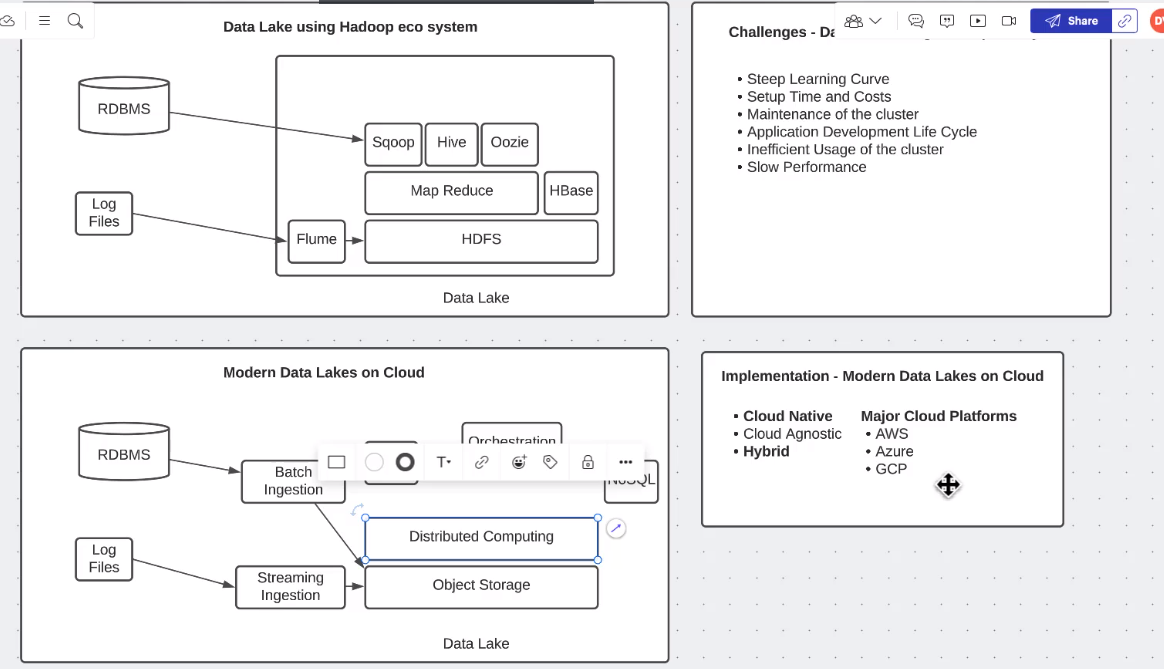 Data Lake using Hadoop eco system
RDBMS
Sqoop
Hive
Oozie
Map Reduce
HBase
Log
Files
Flume
HDFS
Data Lake
Share
Challenges - Da
• Steep Learning Curve
• Setup Time and Costs
• Maintenance of the cluster
• Application Development Life Cycle
• Inefficient Usage of the cluster
• Slow Performance
Modern Data Lakes on Cloud
RDBMS
Orchestration
T
Batch
Ingestion
NoSQL
Distributed Computing
Log
Files
Streaming
Ingestion
Object Storage
Data Lake
Implementation - Modern Data Lakes on Cloud
• Cloud Native
• Cloud Agnostic
• Hybrid
Major Cloud Platforms
• AWS
• Azure
• GCP